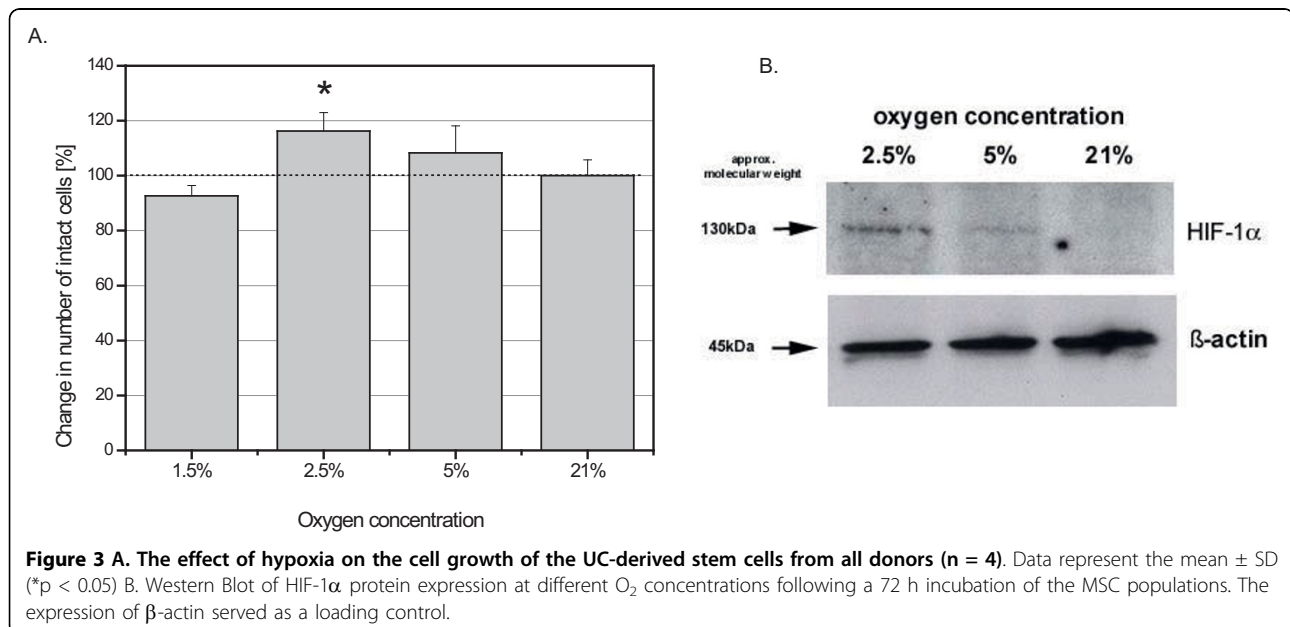 A.
140
120
100
80
60
40
20
0
Change in number of intact cells [%]
*
1.5% 2.5% 5% 21%
Oxygen concentration
B.
oxygen concentration
approx.
molecular weight
2.5% 5% 21%
130kDa HIF-1α
45kDa ß-actin
Figure 3 A. The effect of hypoxia on the cell growth of the UC-derived stem cells from all donors (n = 4). Data represent the mean ± SD
(*p < 0.05) B. Western Blot of HIF-1α protein expression at different O₂ concentrations following a 72 h incubation of the MSC populations. The
expression of β-actin served as a loading control.